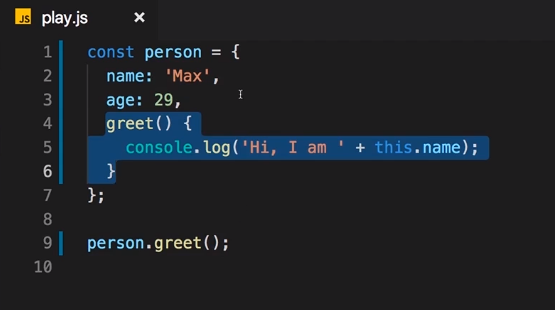 JS play.js ×
1 const person = {
2   name: 'Max',
3   age: 29,
4   greet() {
5     console.log('Hi, I am ' + this.name);
6   }
7 };
8
9 person.greet();
10